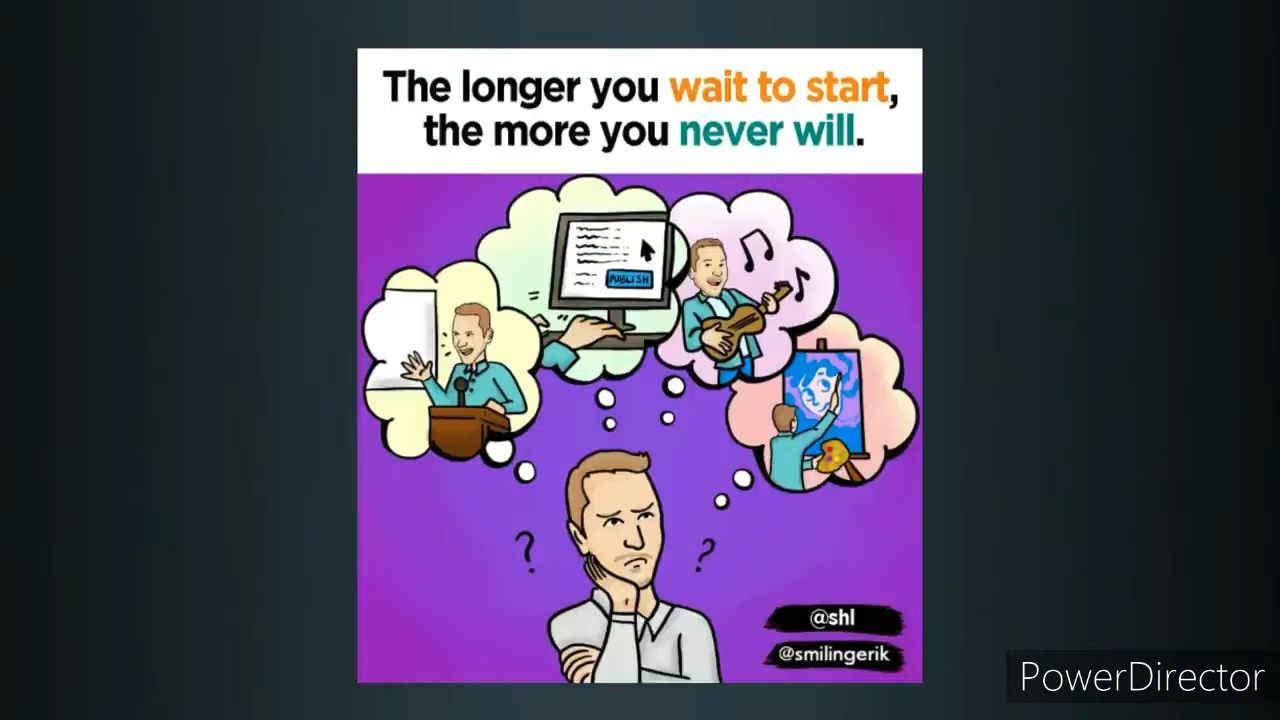 The longer you wait to start,
the more you never will.
PUBLISH
?
?
@shl
@smilingerik
PowerDirector